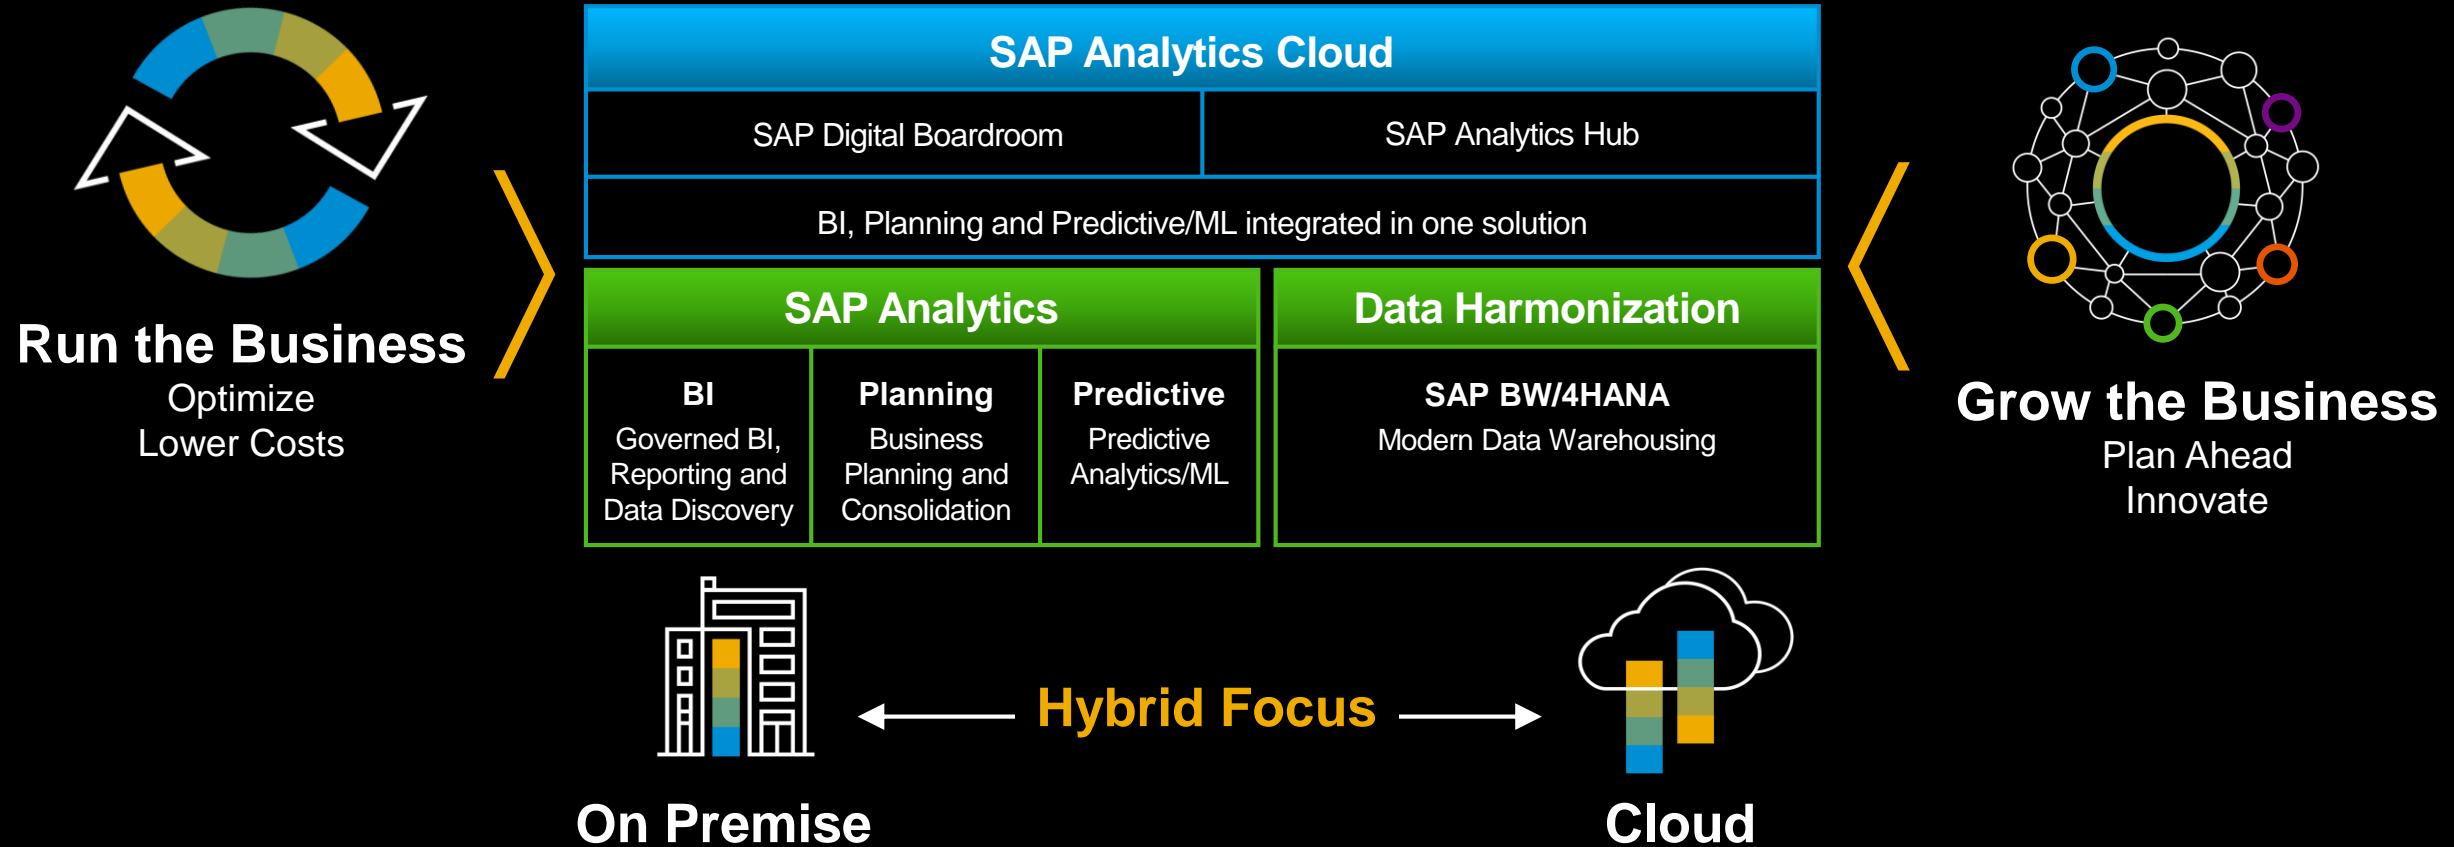 Run the Business
Optimize
Lower Costs
SAP Analytics Cloud
SAP Digital Boardroom
SAP Analytics Hub
BI, Planning and Predictive/ML integrated in one solution
SAP Analytics
BI
Governed BI,
Reporting and
Data Discovery
Planning
Business
Planning and
Consolidation
Predictive
Predictive
Analytics/ML
Data Harmonization
SAP BW/4HANA
Modern Data Warehousing
Grow the Business
Plan Ahead
Innovate
Hybrid Focus
On Premise
Cloud